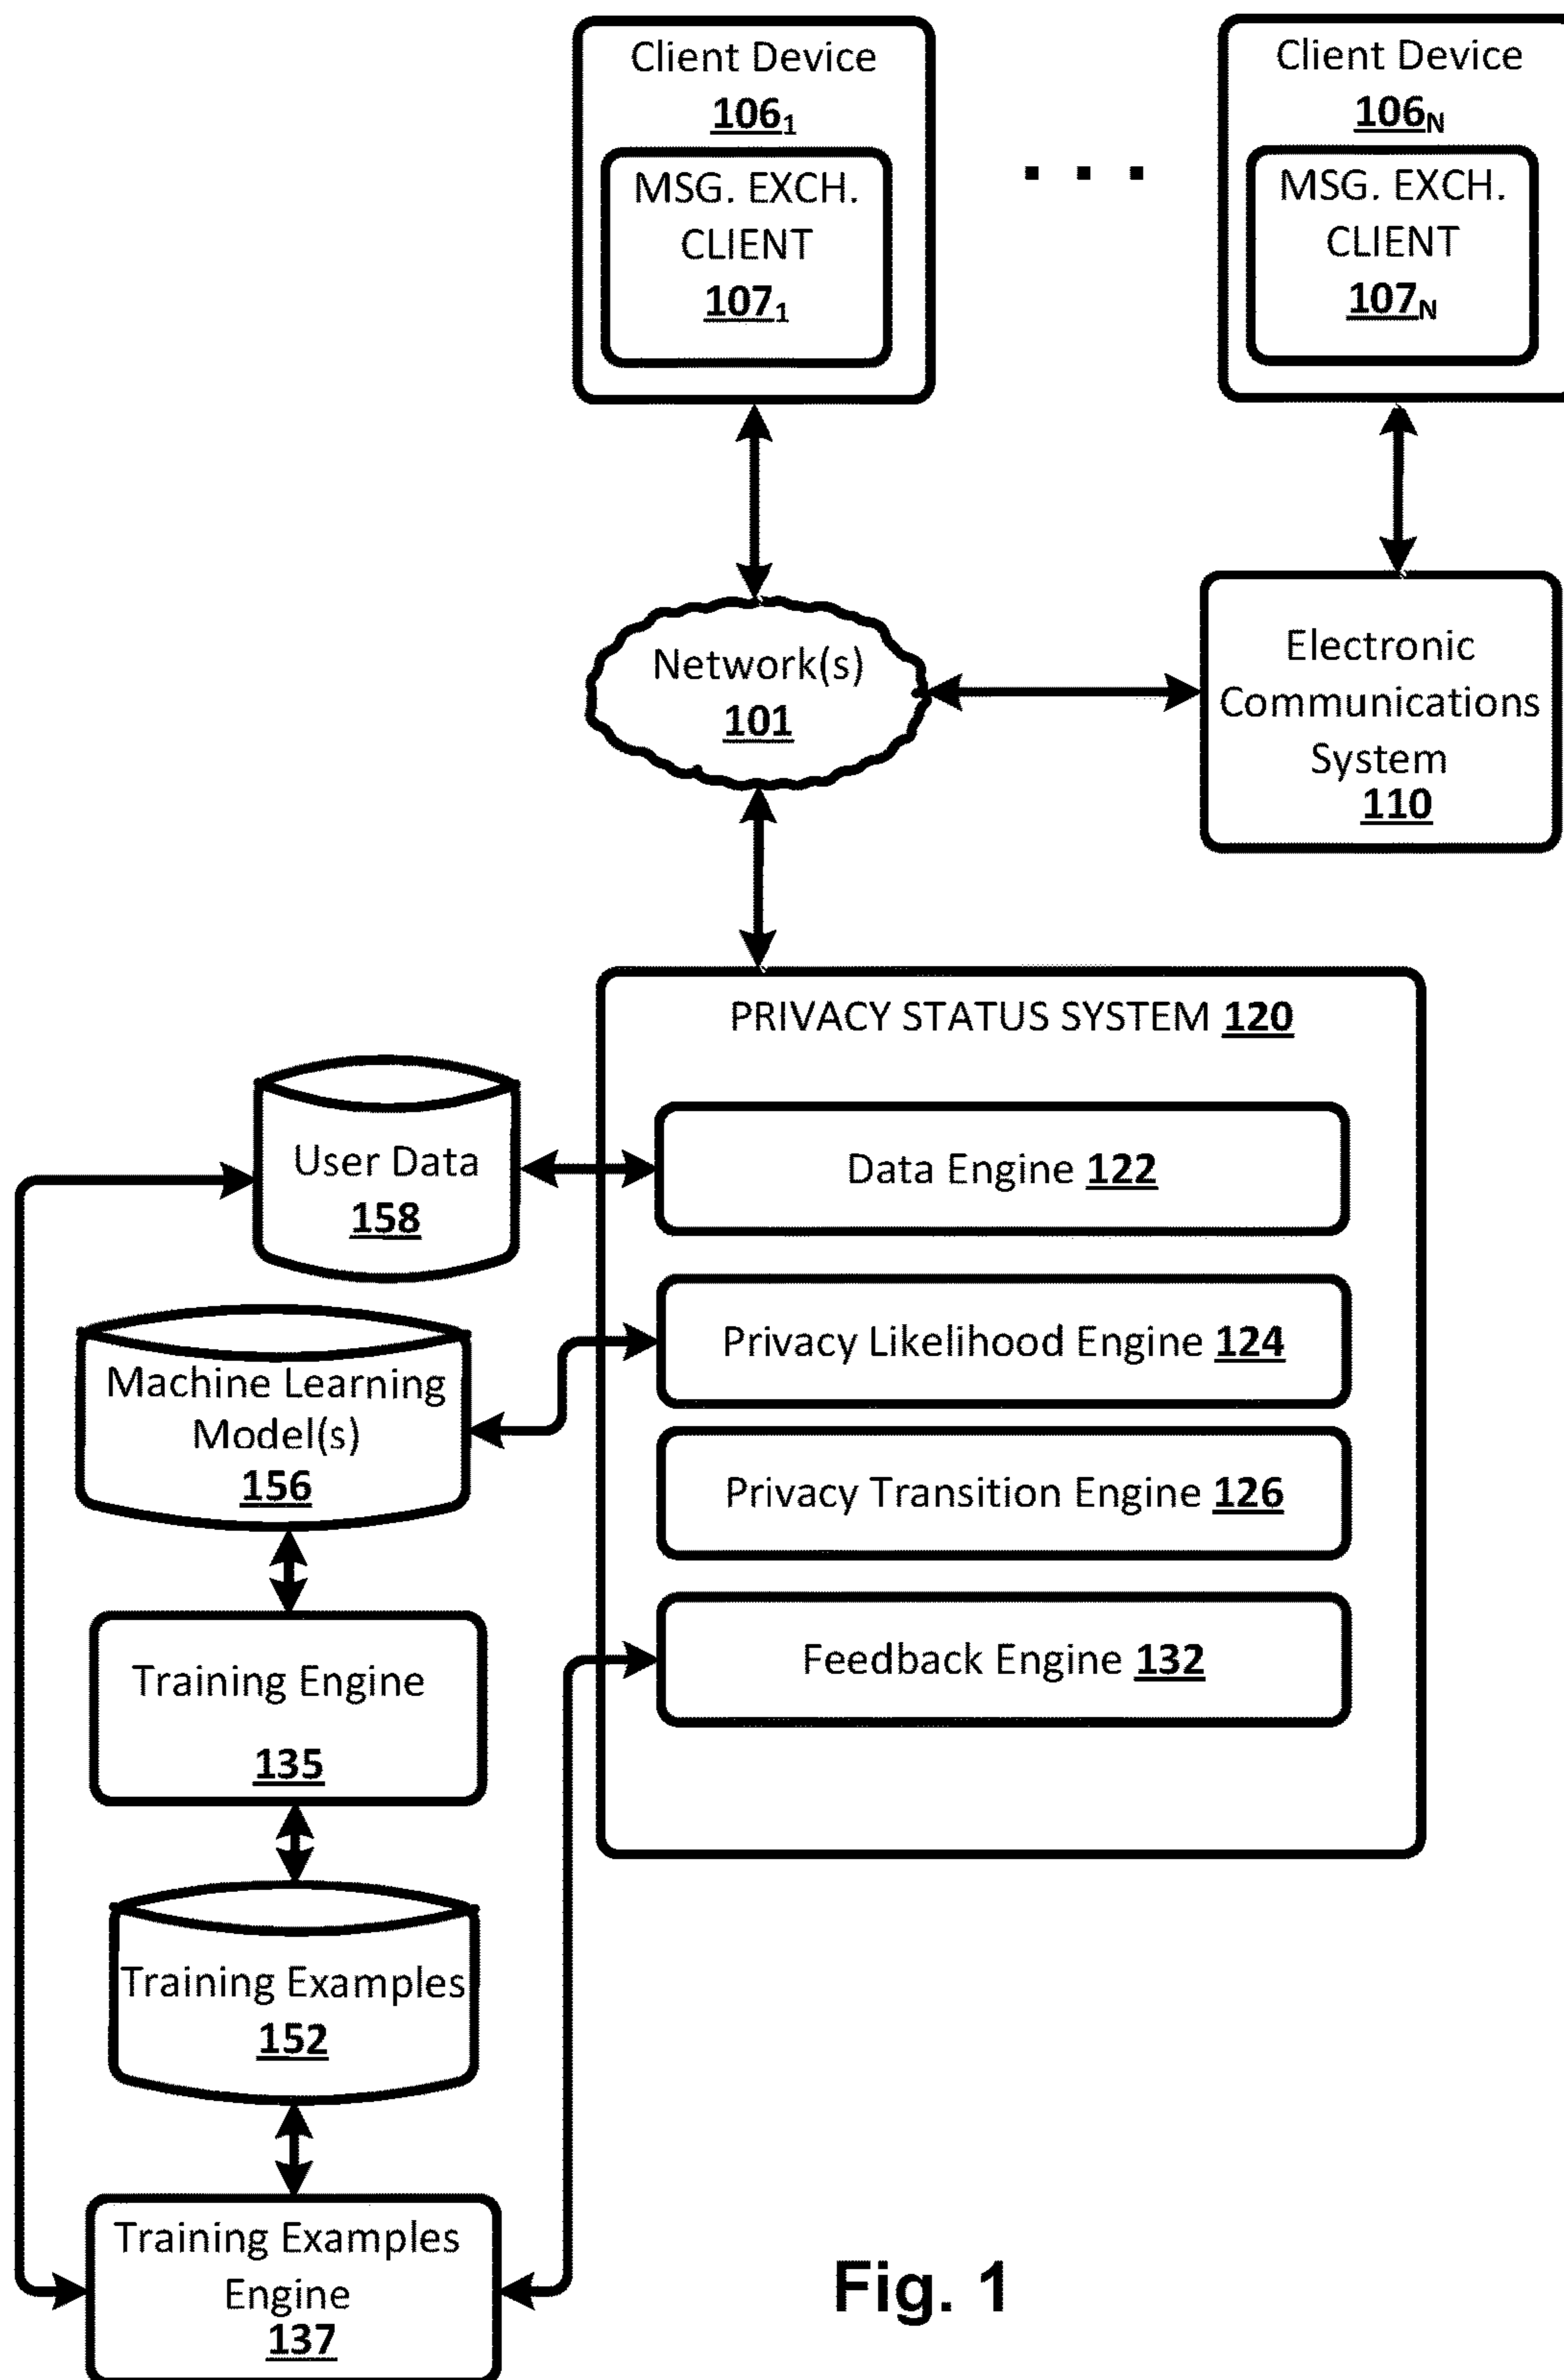 Client Device
106₁
MSG. EXCH.
CLIENT
107₁
. . .
Client Device
106N
MSG. EXCH.
CLIENT
107N
Network(s)
101
Electronic
Communications
System
110
PRIVACY STATUS SYSTEM 120
User Data
158
Data Engine 122
Machine Learning
Model(s)
156
Privacy Likelihood Engine 124
Privacy Transition Engine 126
Training Engine
135
Feedback Engine 132
Training Examples
152
Training Examples
Engine
137
Fig. 1